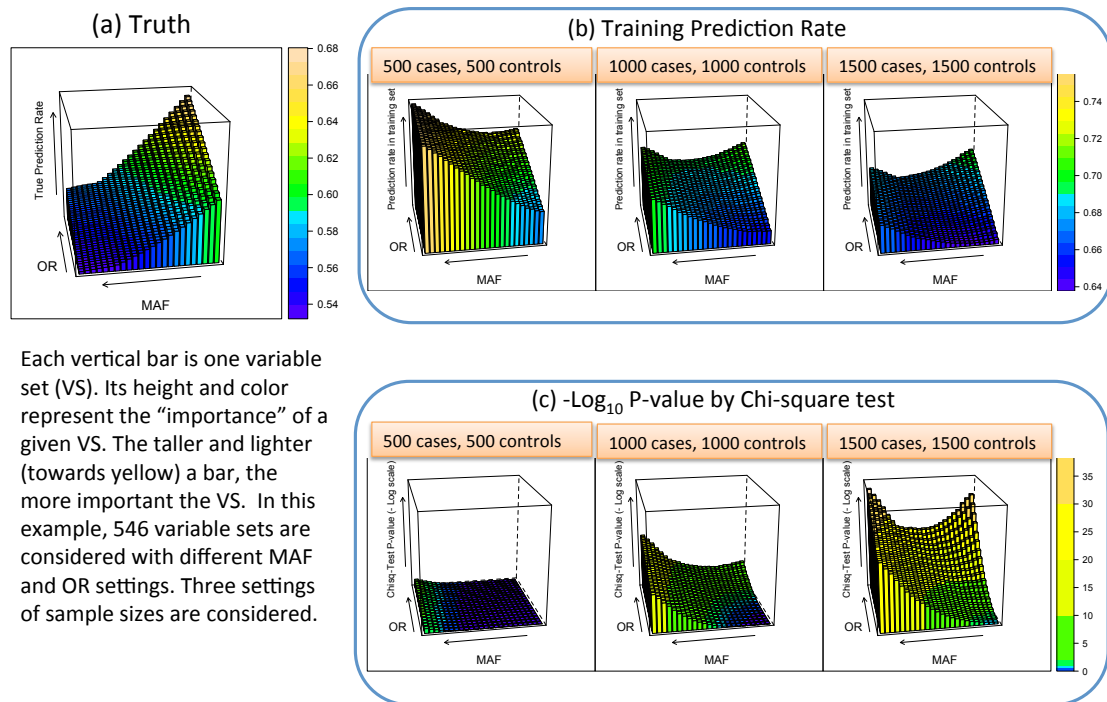 (a) Truth
True Prediction Rate
OR
MAF
0.68
0.66
0.64
0.62
0.60
0.58
0.56
0.54
Each vertical bar is one variable
set (VS). Its height and color
represent the “importance” of a
given VS. The taller and lighter
(towards yellow) a bar, the
more important the VS. In this
example, 546 variable sets are
considered with different MAF
and OR settings. Three settings
of sample sizes are considered.
(b) Training Prediction Rate
500 cases, 500 controls
Prediction rate in training set
OR
MAF
1000 cases, 1000 controls
Prediction rate in training set
OR
MAF
1500 cases, 1500 controls
Prediction rate in training set
OR
MAF
0.74
0.72
0.70
0.68
0.66
0.64
(c) -Log10 P-value by Chi-square test
500 cases, 500 controls
Chisq-Test P-value (- Log scale)
OR
MAF
1000 cases, 1000 controls
Chisq-Test P-value (- Log scale)
OR
MAF
1500 cases, 1500 controls
Chisq-Test P-value (- Log scale)
OR
MAF
35
30
25
20
15
10
5
0